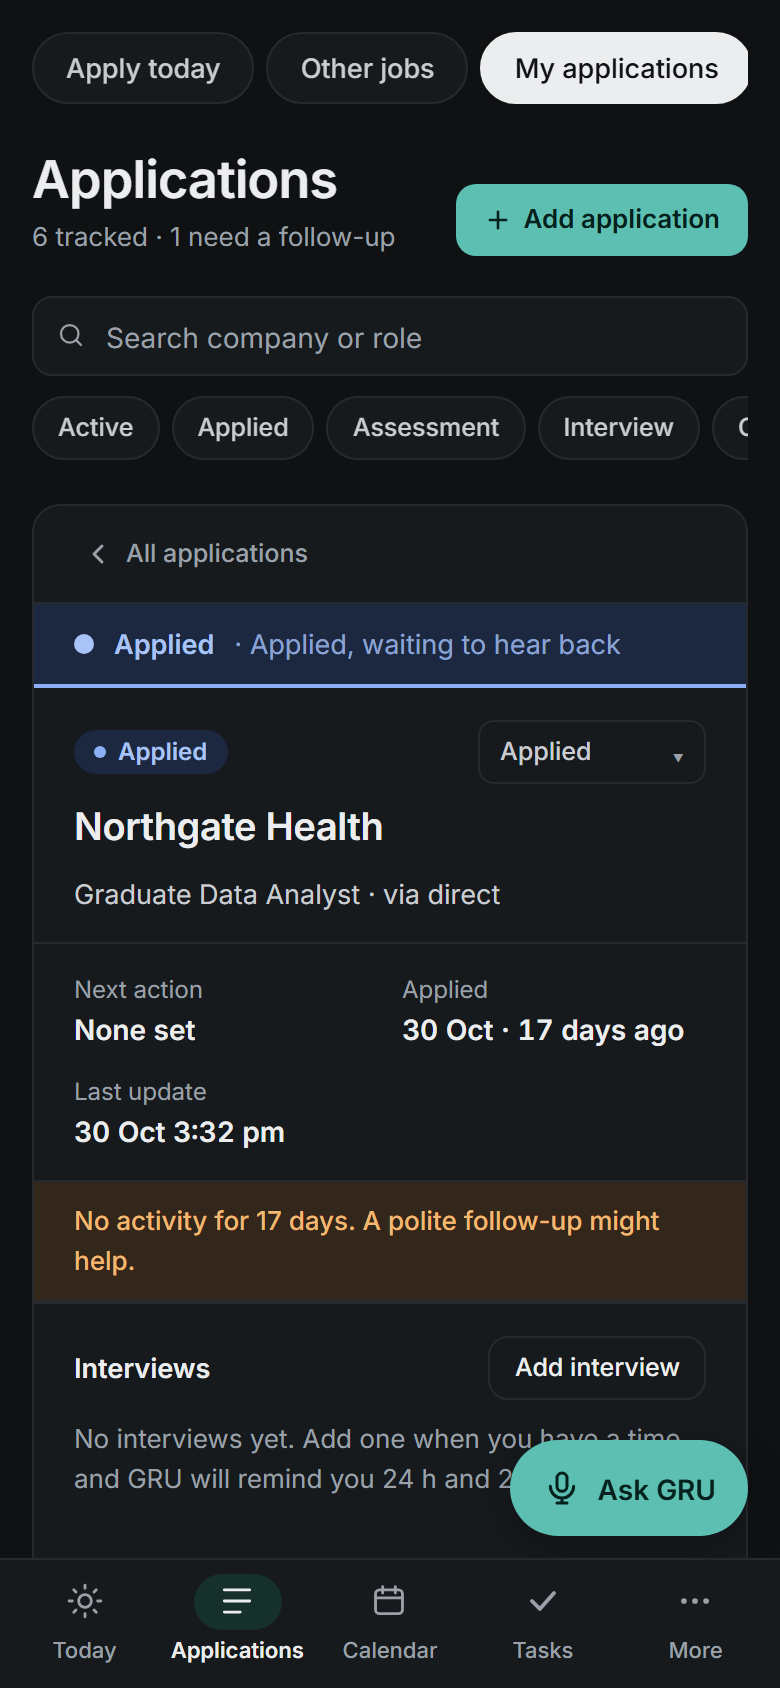 Apply today
Other jobs
My applications
Applications
6 tracked · 1 need a follow-up
+ Add application
Search company or role
Active
Applied
Assessment
Interview
All applications
Applied · Applied, waiting to hear back
Applied
Applied
Northgate Health
Graduate Data Analyst · via direct
Next action
None set
Applied
30 Oct · 17 days ago
Last update
30 Oct 3:32 pm
No activity for 17 days. A polite follow-up might
help.
Interviews
Add interview
No interviews yet. Add one when you have a time
and GRU will remind you 24 h and 2
Ask GRU
Today
Applications
Calendar
Tasks
More